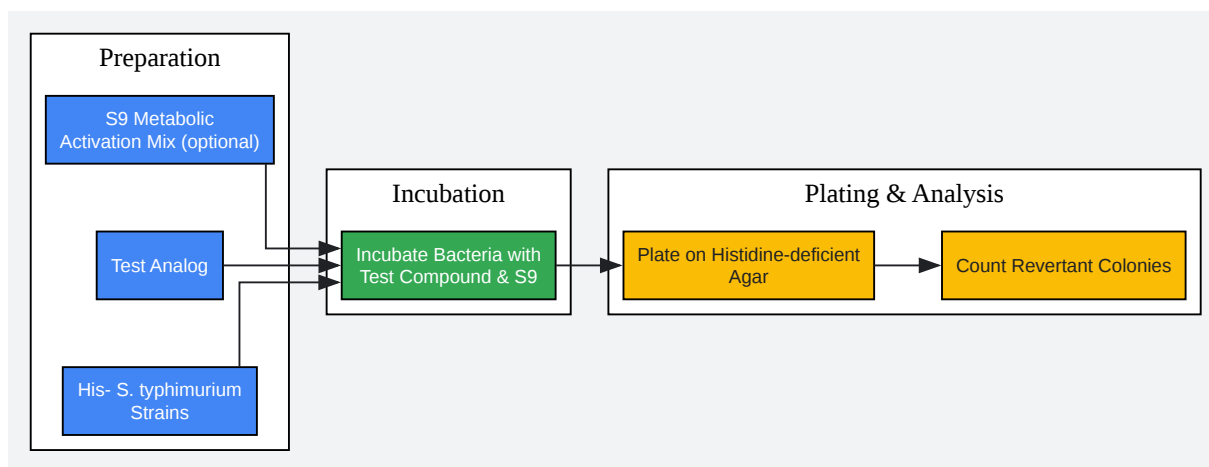 Preparation
S9 Metabolic
Activation Mix (optional)
Test Analog
His- S. typhimurium
Strains
Incubation
Incubate Bacteria with
Test Compound & S9
Plating & Analysis
Plate on Histidine-deficient
Agar
Count Revertant Colonies